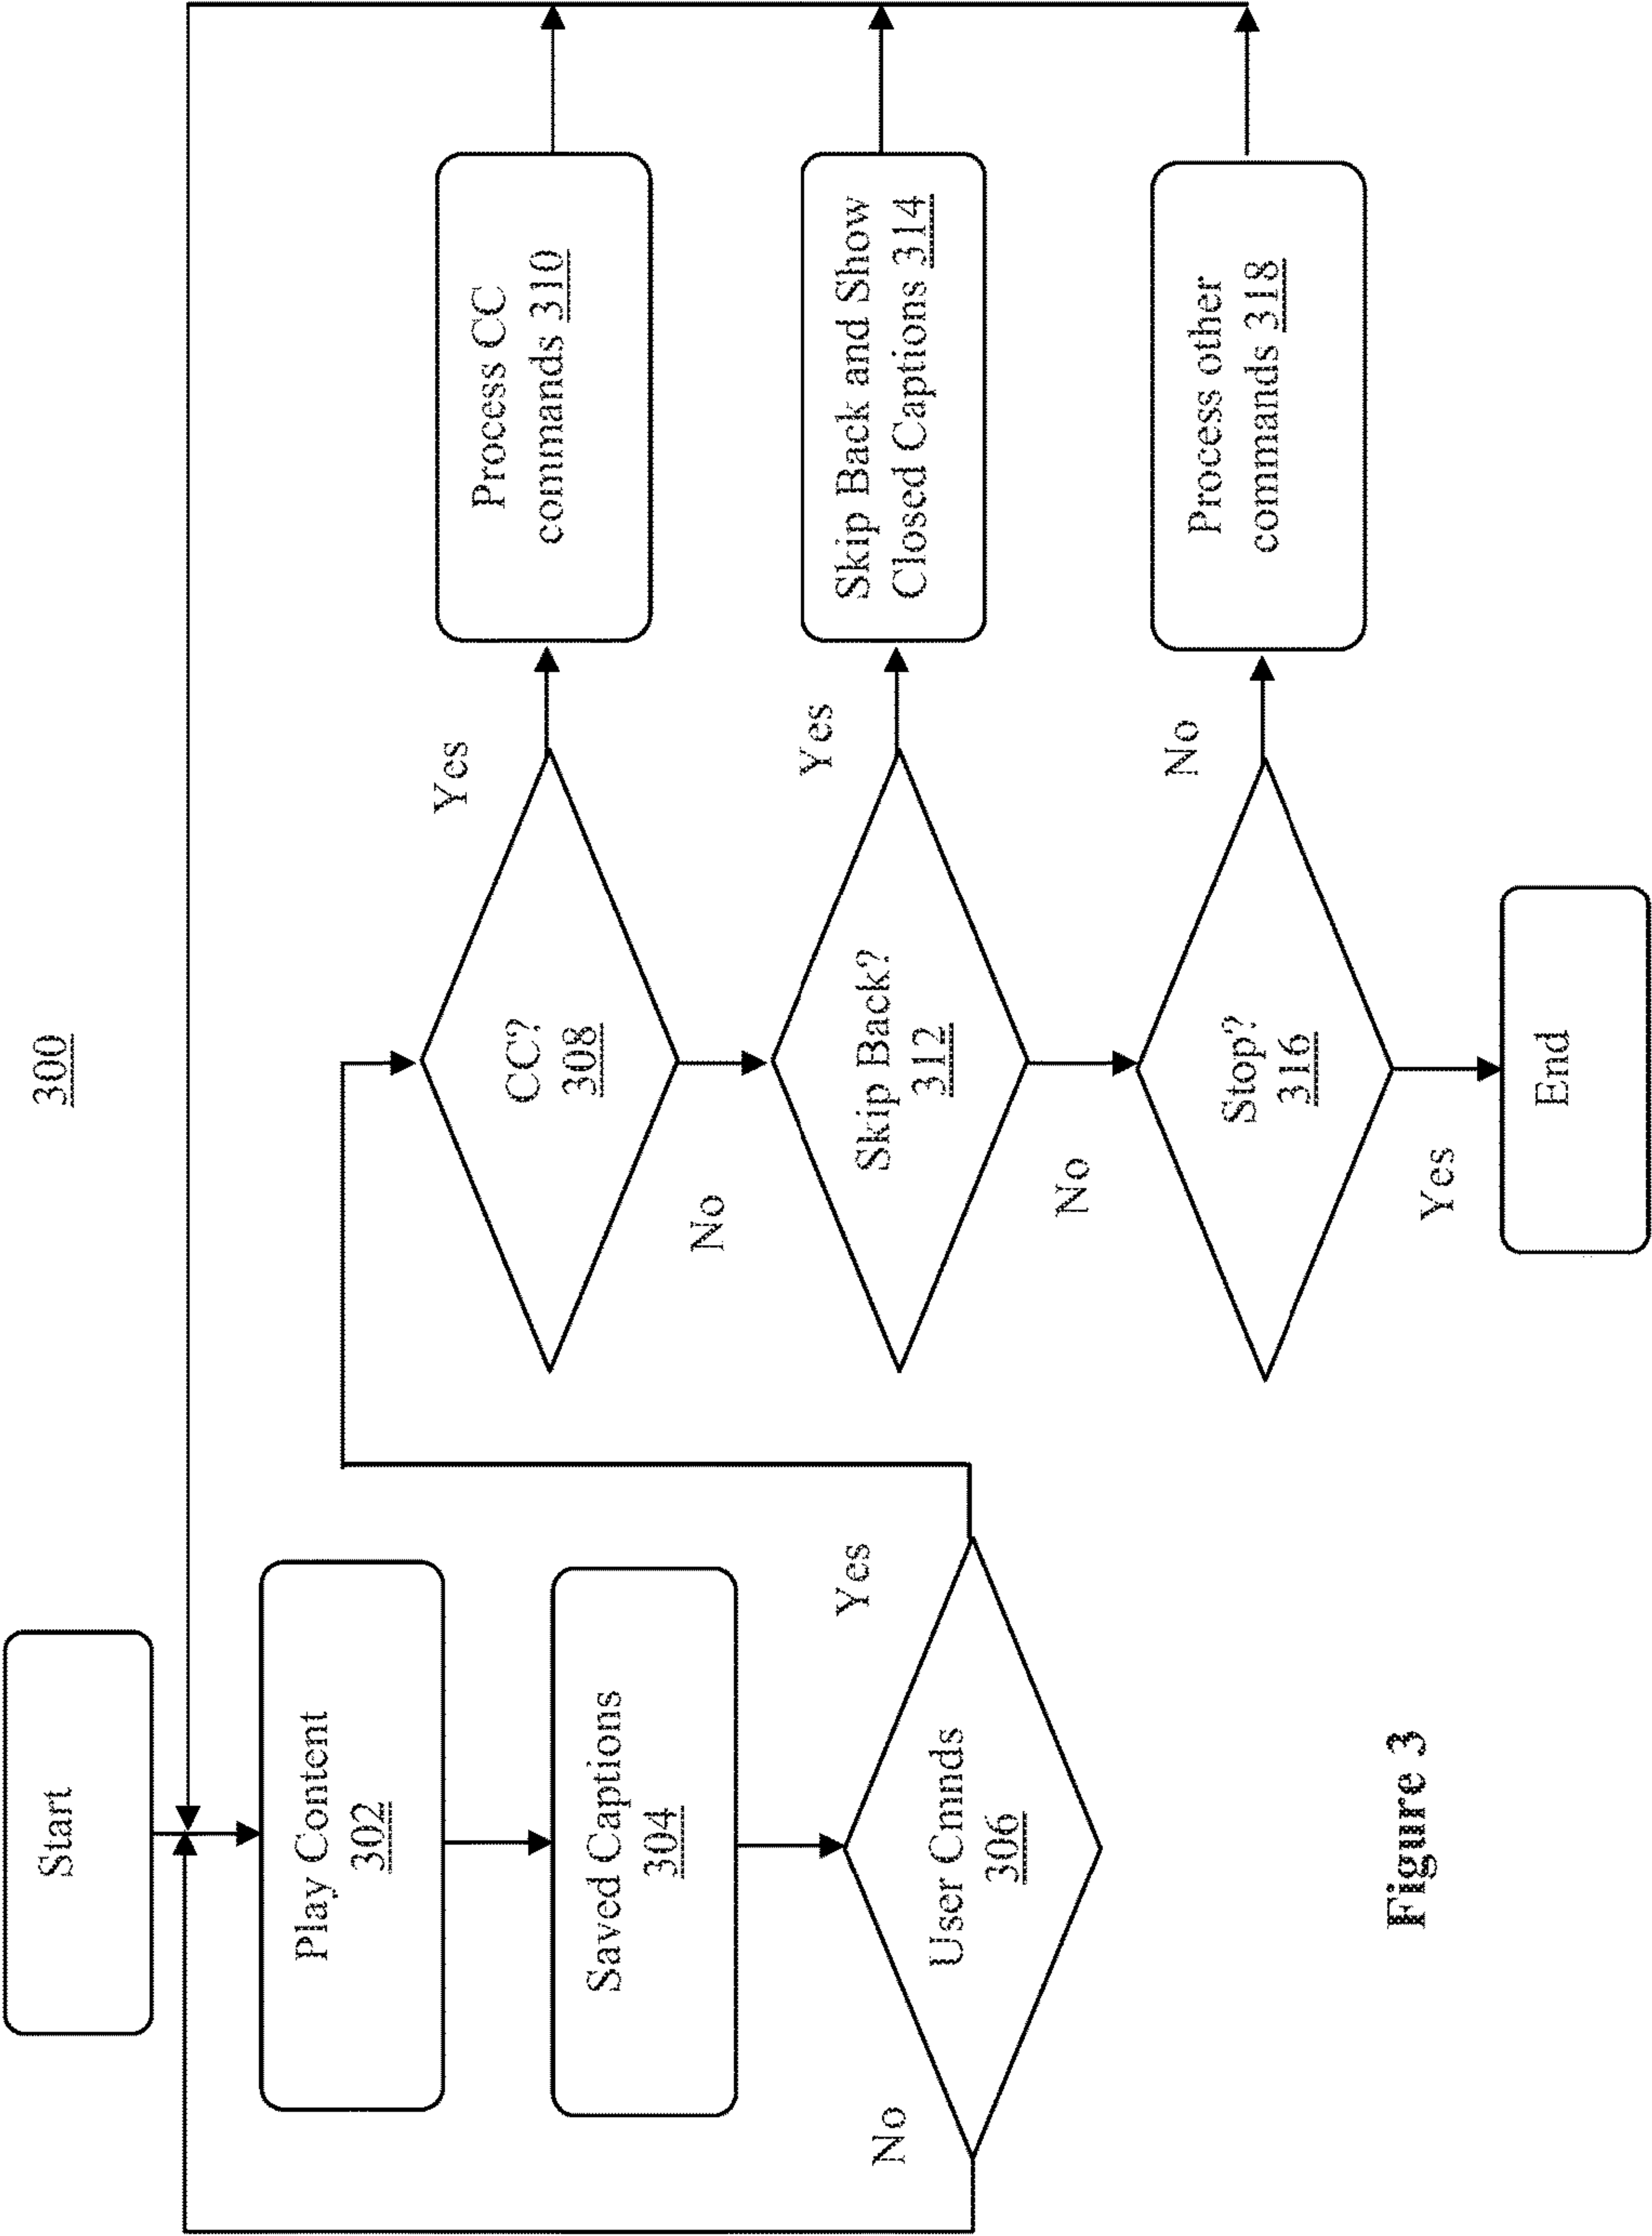 300
Start
Play Content
302
Saved Captions
304
User Cmnds
306
No
Yes
CC?
308
Yes
No
Process CC
commands 310
Skip Back?
312
Yes
No
Skip Back and Show
Closed Captions 314
Stop?
316
No
Yes
Process other
commands 318
End
Figure 3